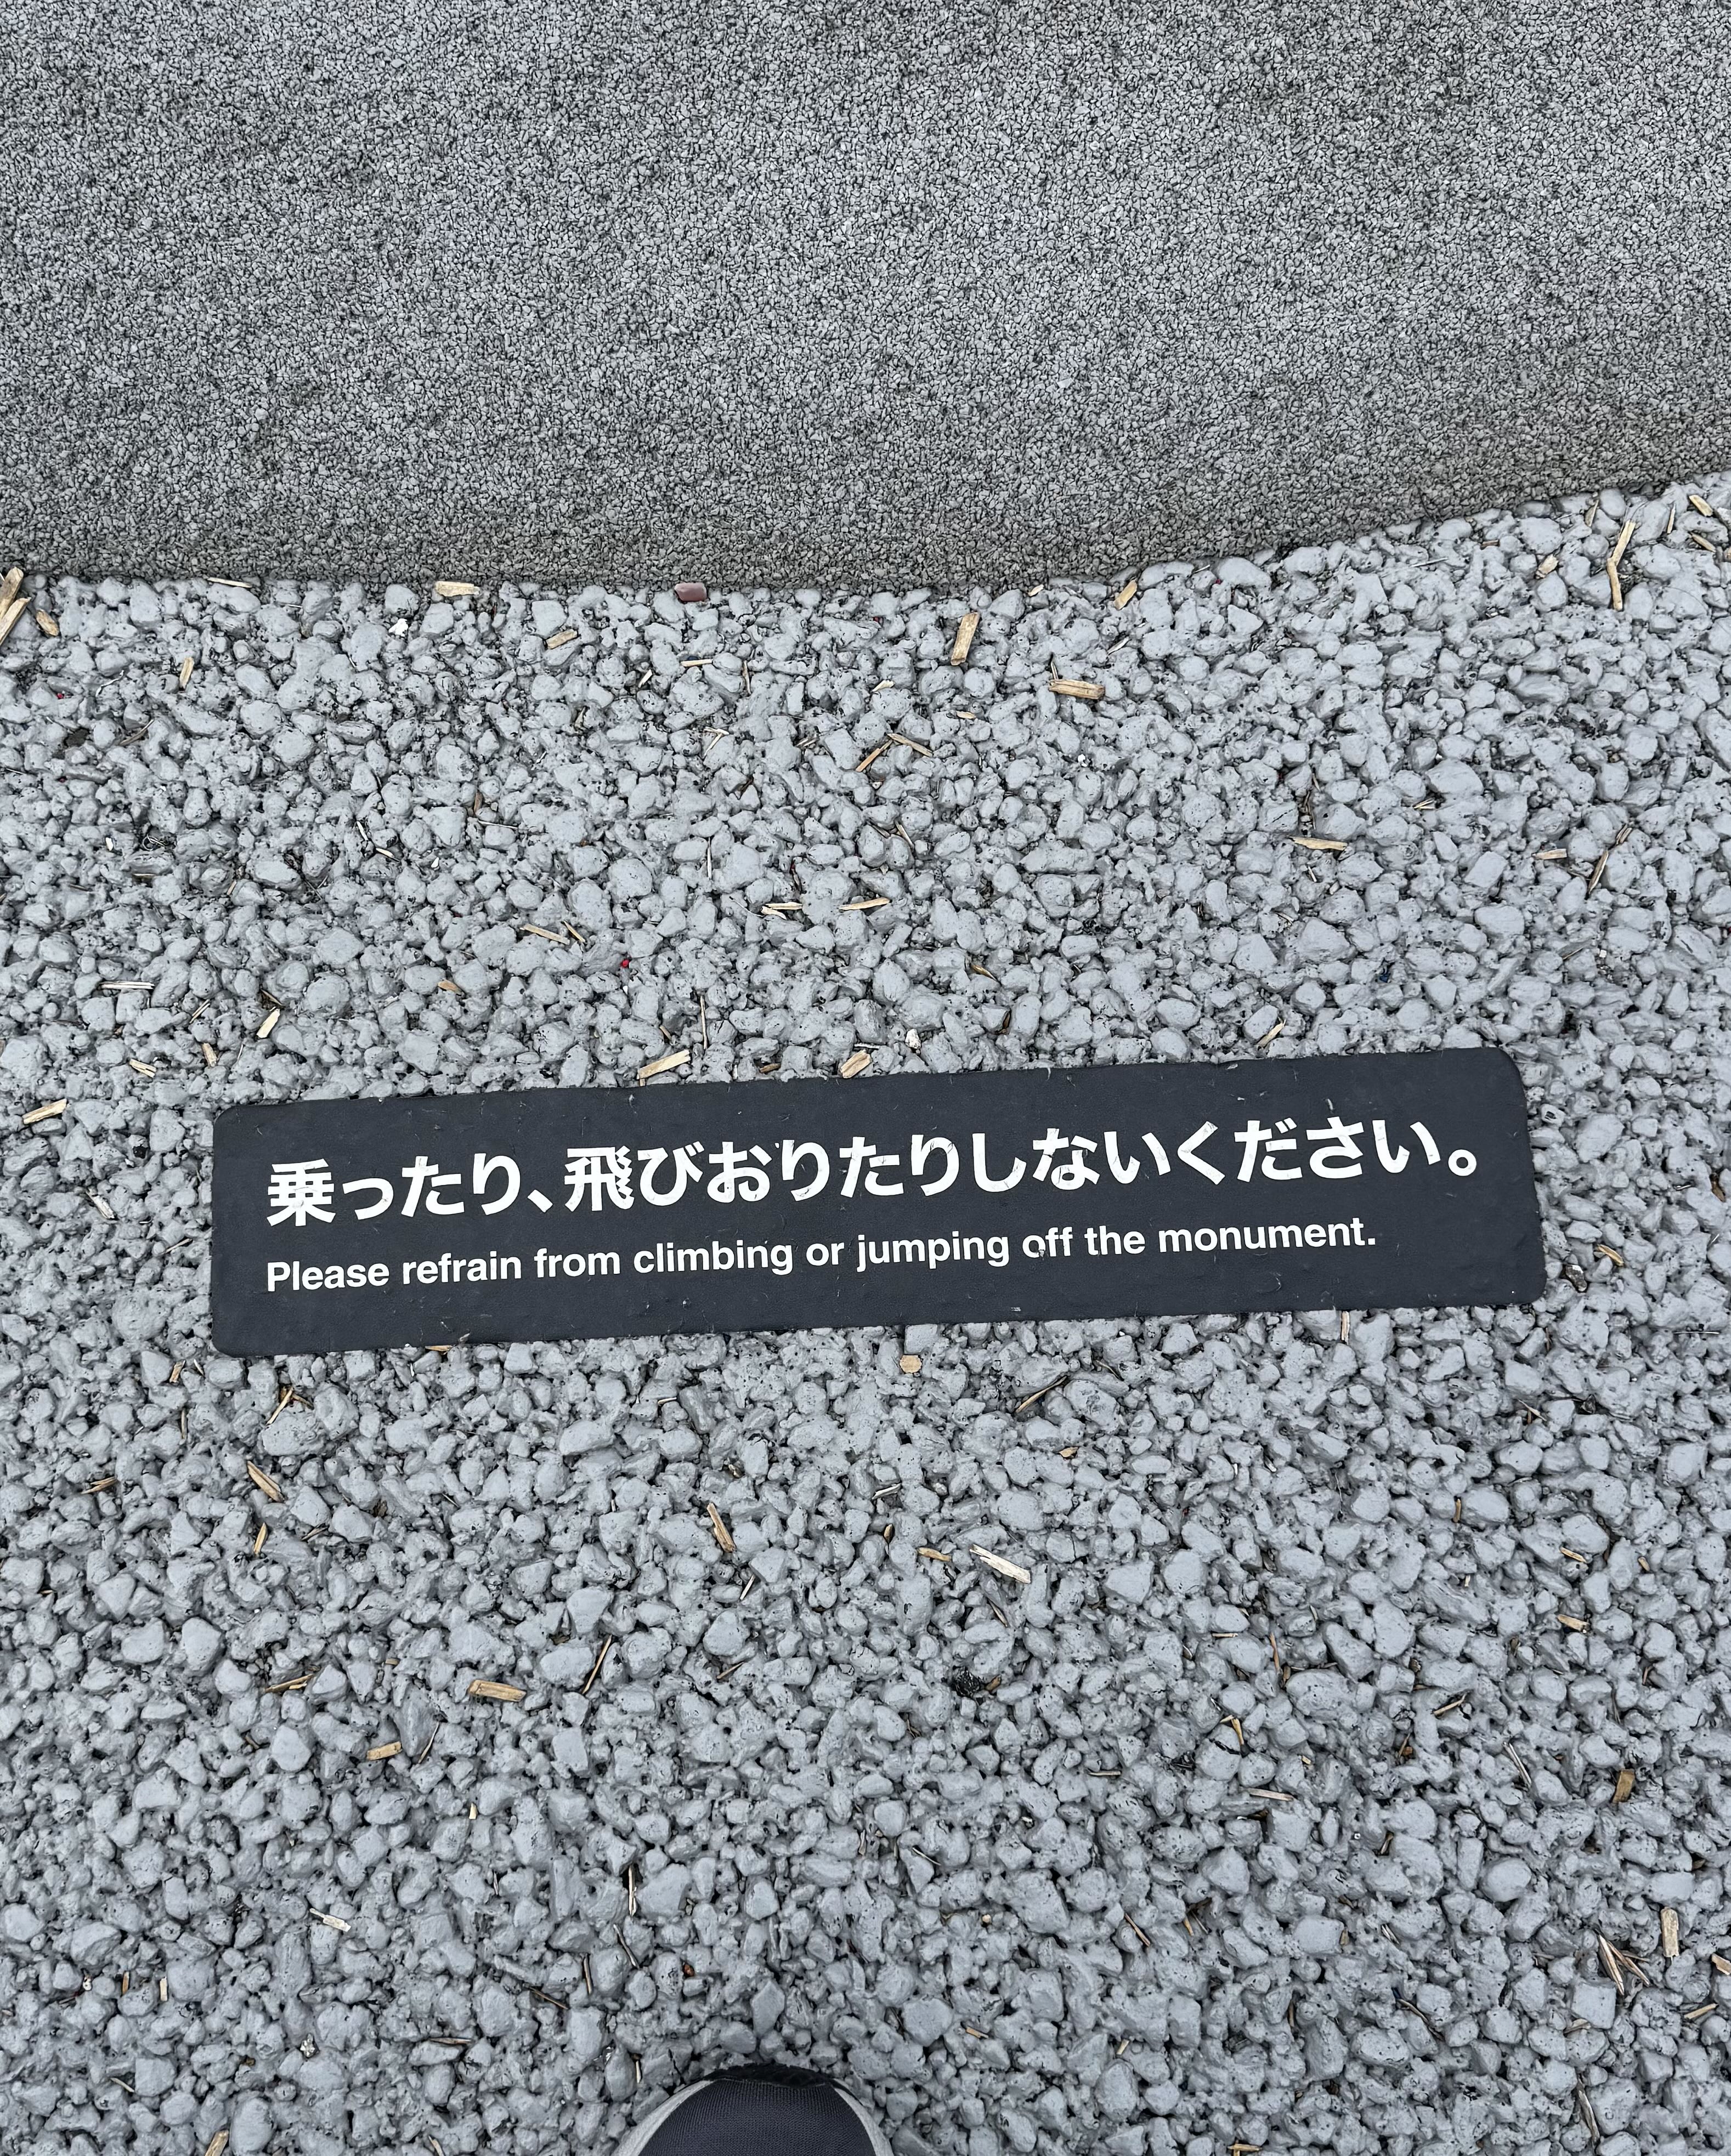 乗ったり、飛びおりたりしないください。
Please refrain from climbing or jumping off the monument.